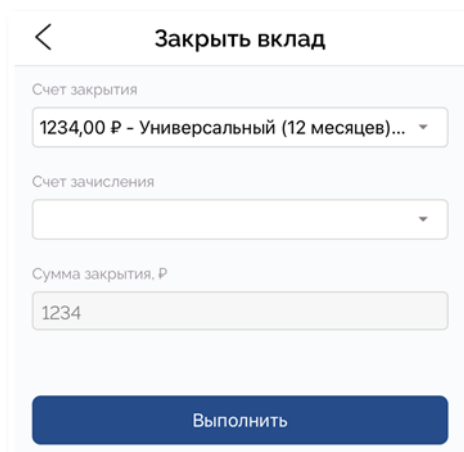 Закрыть вклад
Счет закрытия
1234,00 ₽ - Универсальный (12 месяцев)...
Счет зачисления
Сумма закрытия, ₽
1234
Выполнить